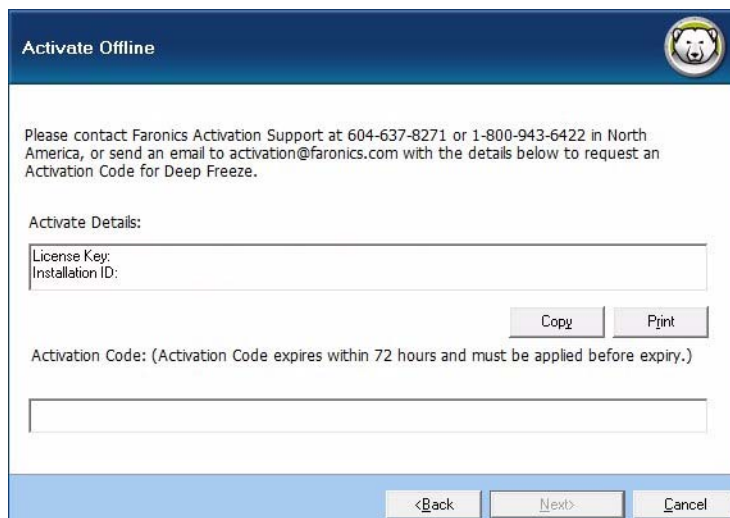 Activate Offline
Please contact Faronics Activation Support at 604-637-8271 or 1-800-943-6422 in North
America, or send an email to activation@faronics.com with the details below to request an
Activation Code for Deep Freeze.
Activate Details:
License Key:
Installation ID:
Copy Print
Activation Code: (Activation Code expires within 72 hours and must be applied before expiry.)
<Back Next> Cancel